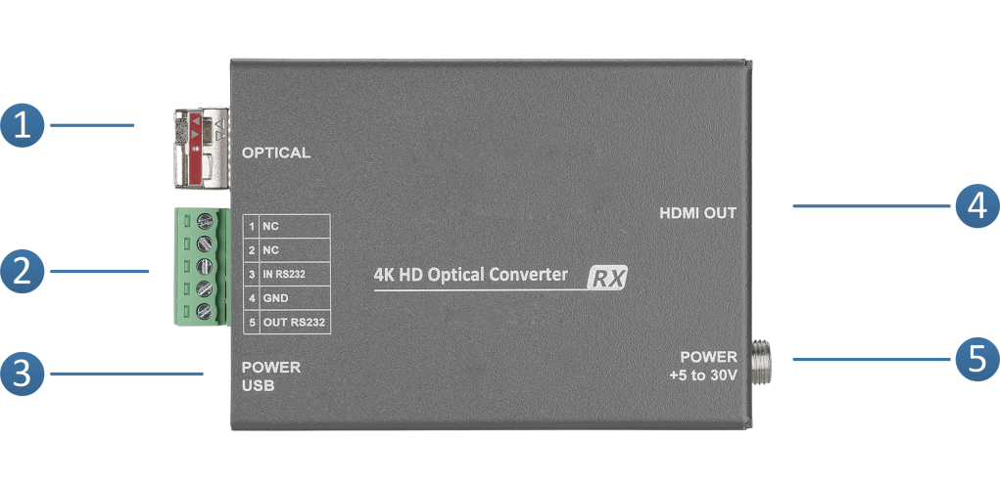 1
OPTICAL
4
HDMI OUT
1 NC
2 NC
2
3 IN RS232
4 GND
5 OUT RS232
4K HD Optical Converter RX
3
POWER
USB
POWER
+5 to 30V
5